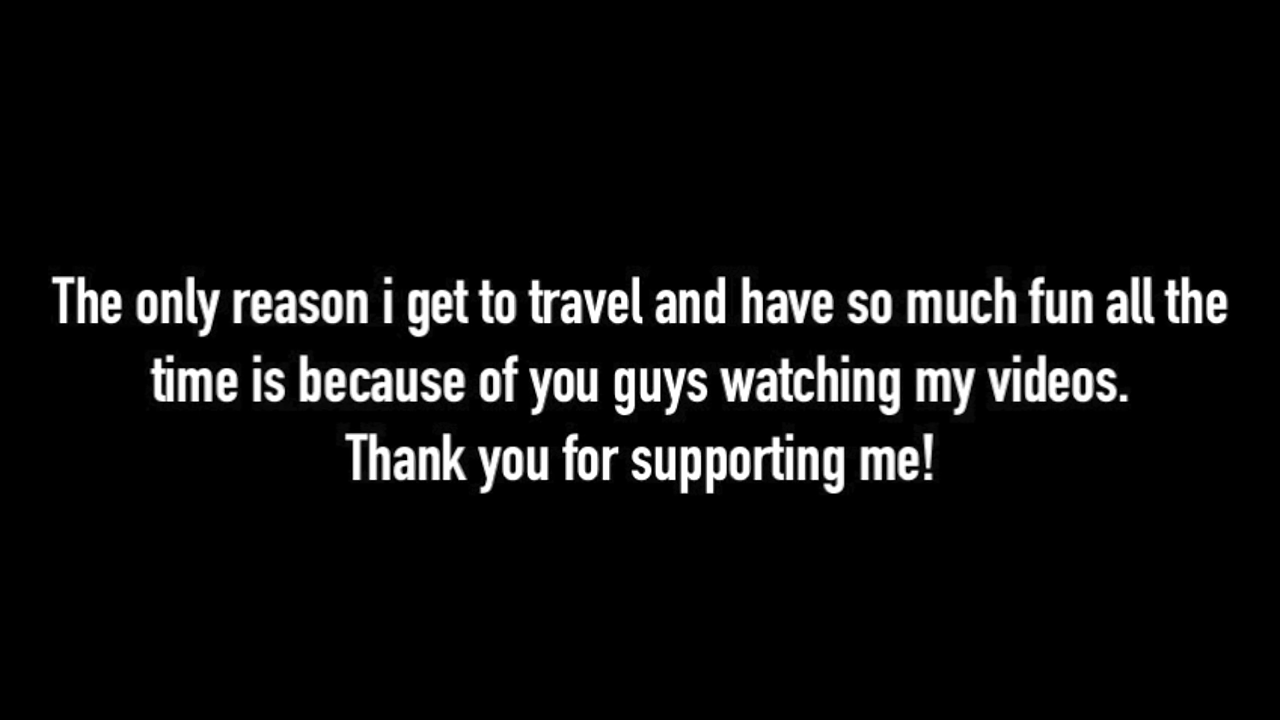 The only reason i get to travel and have so much fun all the
time is because of you guys watching my videos.
Thank you for supporting me!